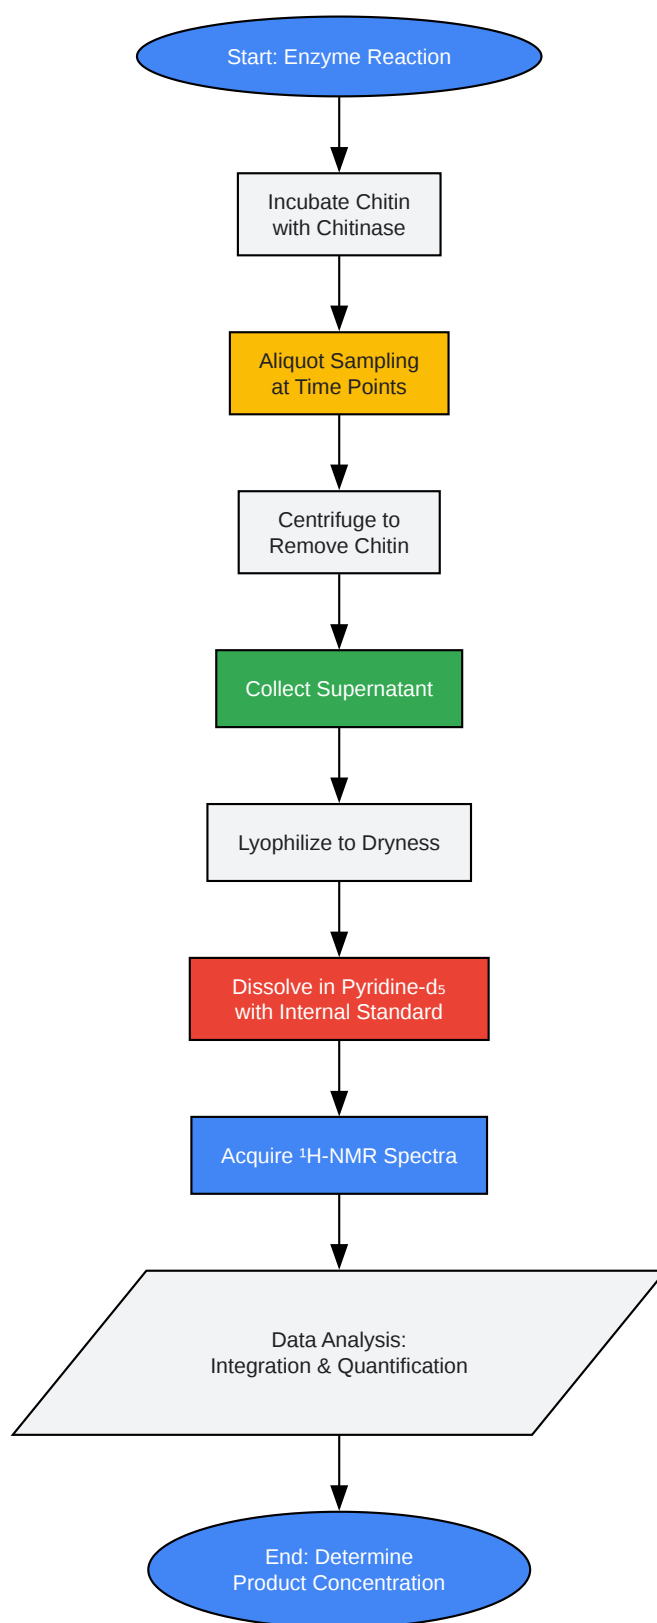 Start: Enzyme Reaction
Incubate Chitin
with Chitinase
Aliquot Sampling
at Time Points
Centrifuge to
Remove Chitin
Collect Supernatant
Lyophilize to Dryness
Dissolve in Pyridine-d₅
with Internal Standard
Acquire ¹H-NMR Spectra
Data Analysis:
Integration & Quantification
End: Determine
Product Concentration